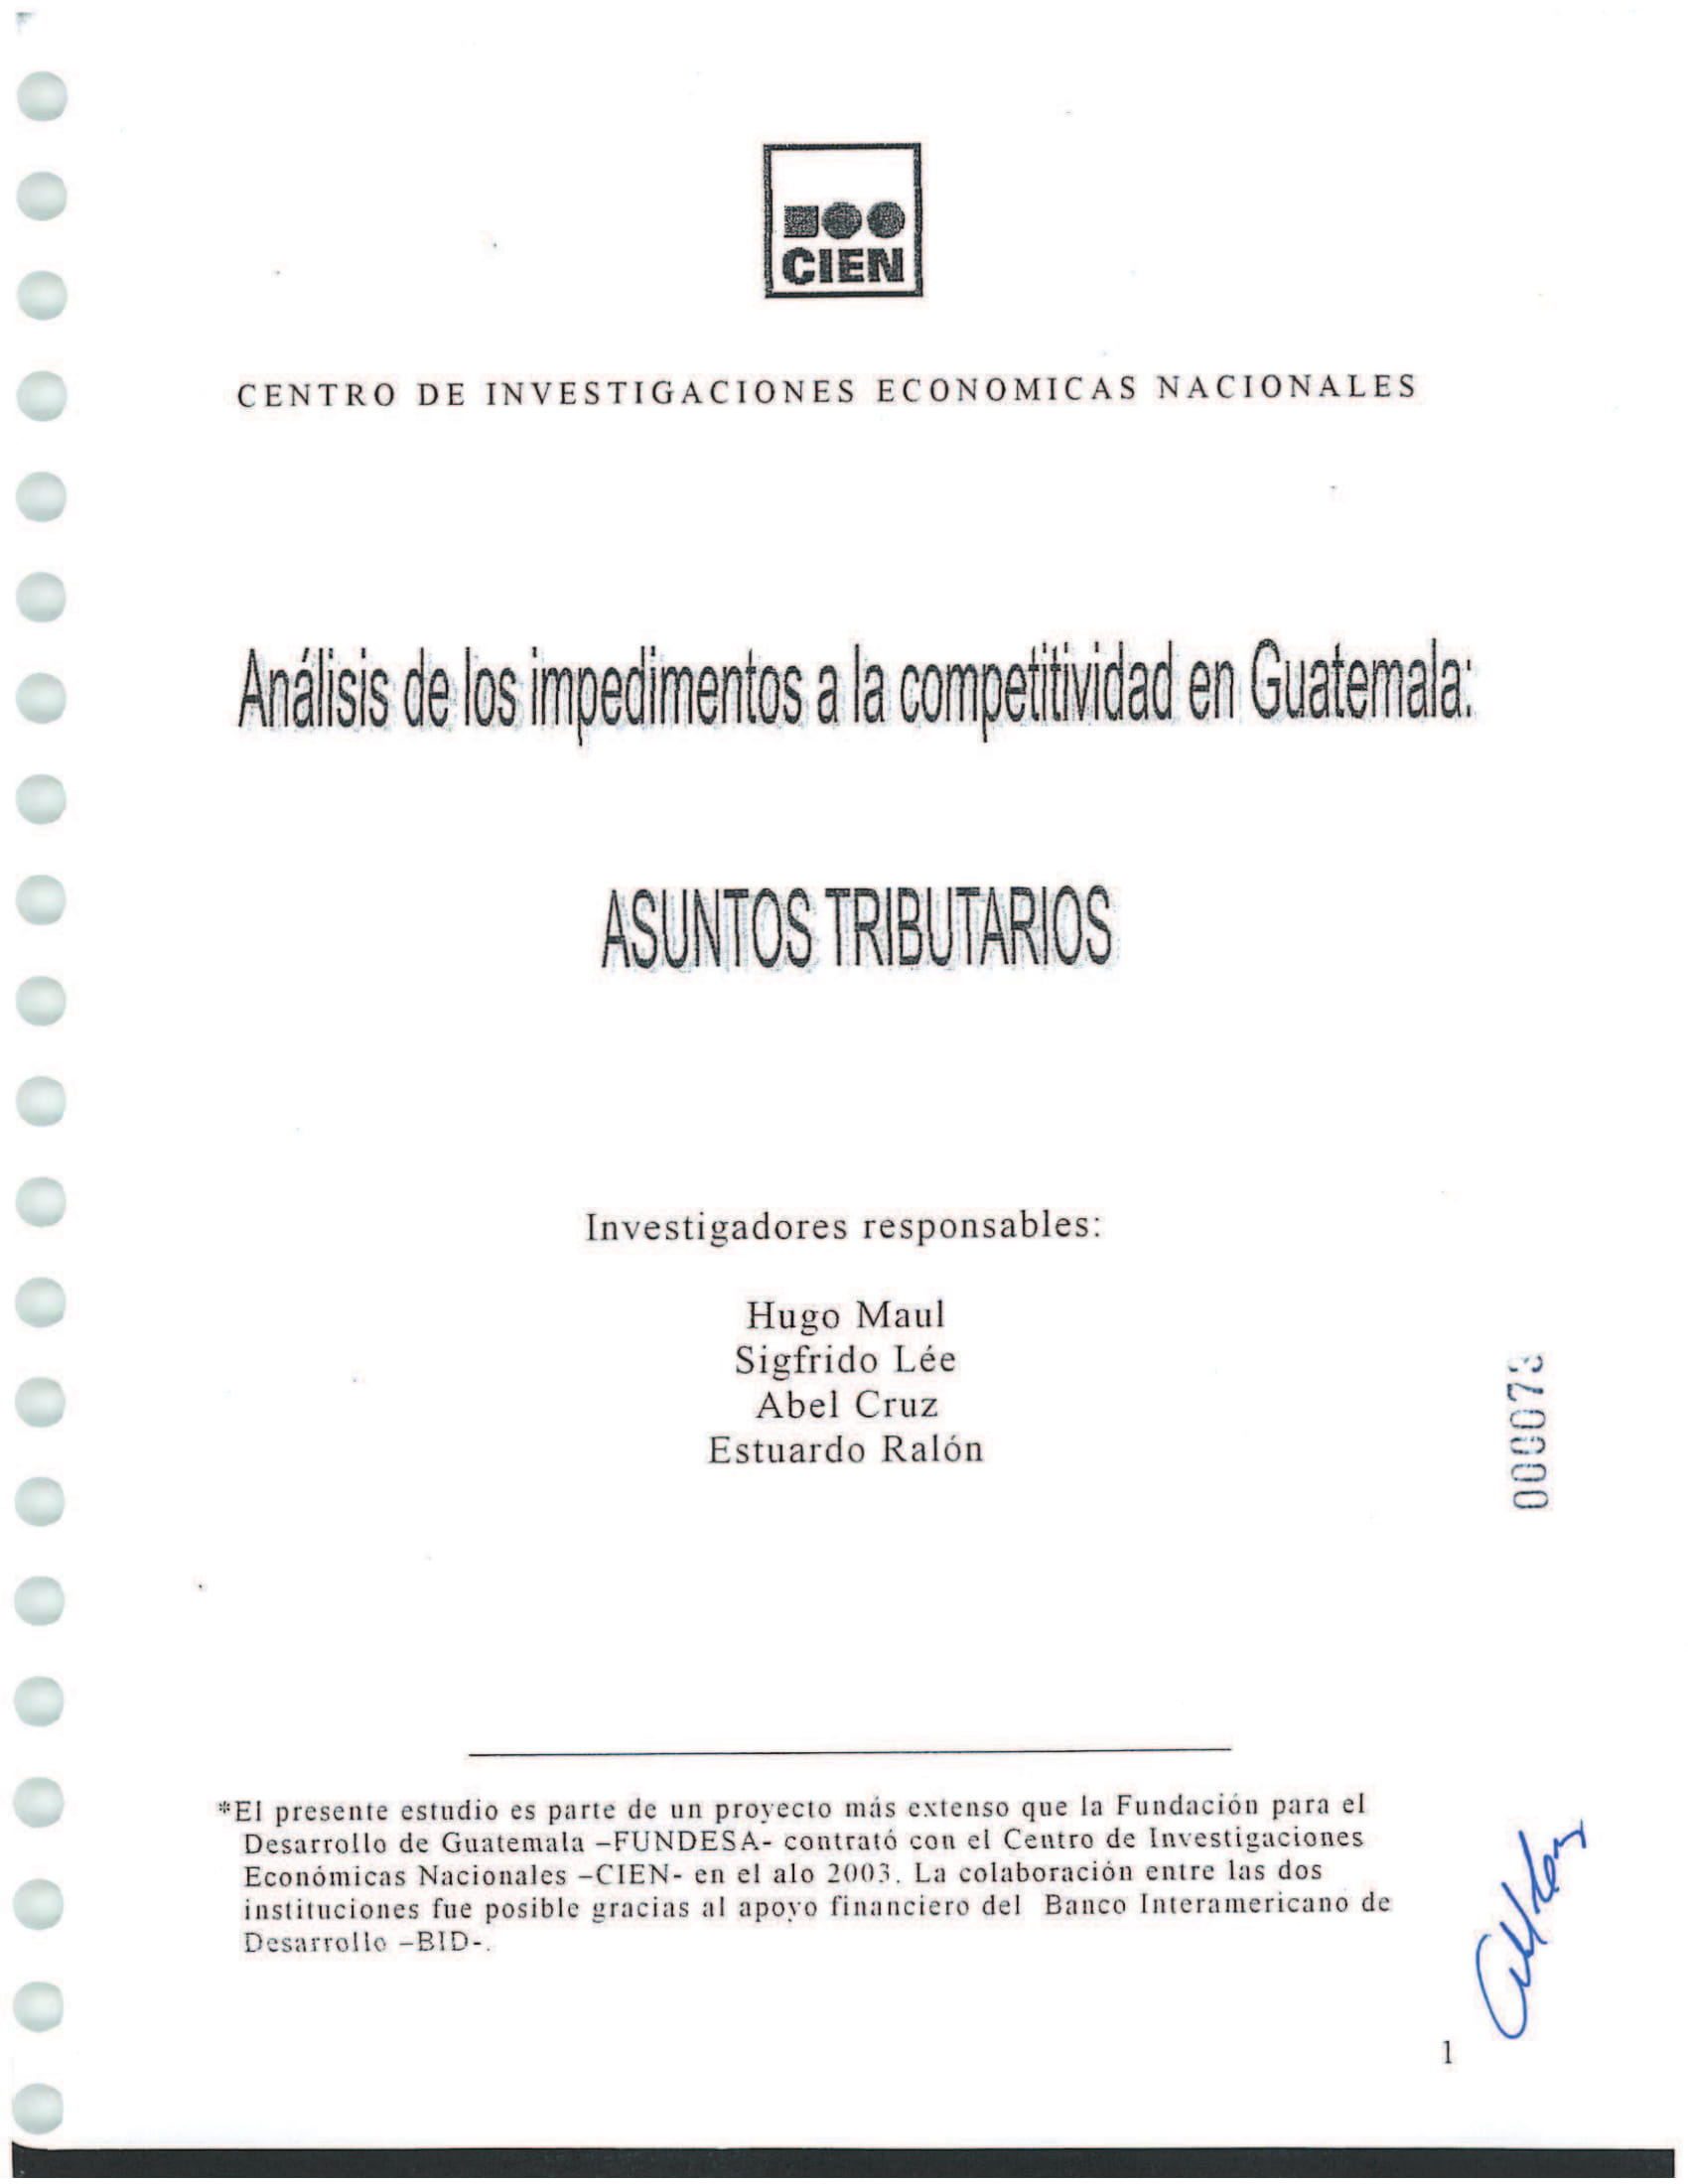 CIEN
CENTRO DE INVESTIGACIONES ECONOMICAS NACIONALES
Análisis de los impedimentos a la competitividad en Guatemala:
ASUNTOS TRIBUTARIOS
Investigadores responsables:
Hugo Maul
Sigfrido Lée
Abel Cruz
Estuardo Ralón
000073
*El presente estudio es parte de un proyecto más extenso que la Fundación para el
Desarrollo de Guatemala –FUNDESA- contrató con el Centro de Investigaciones
Económicas Nacionales –CIEN- en el alo 2003. La colaboración entre las dos
instituciones fue posible gracias al apoyo financiero del Banco Interamericano de
Desarrollo –BID-.
1